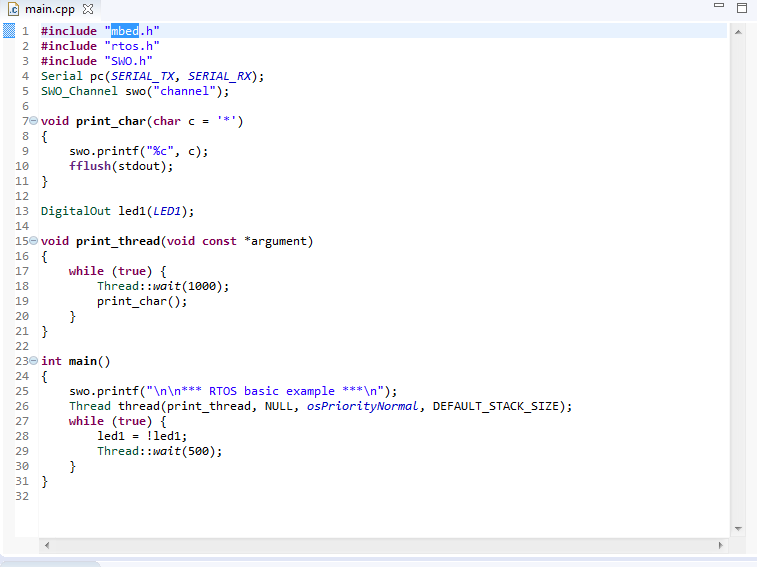 main.cpp
1 #include "mbed.h"
2 #include "rtos.h"
3 #include "SWO.h"
4 Serial pc(SERIAL_TX, SERIAL_RX);
5 SWO_Channel swo("channel");
6
7 void print_char(char c = '*')
8 {
9     swo.printf("%c", c);
10     fflush(stdout);
11 }
12
13 DigitalOut led1(LED1);
14
15 void print_thread(void const *argument)
16 {
17     while (true) {
18         Thread::wait(1000);
19         print_char();
20     }
21 }
22
23 int main()
24 {
25     swo.printf("\n\n*** RTOS basic example ***\n");
26     Thread thread(print_thread, NULL, osPriorityNormal, DEFAULT_STACK_SIZE);
27     while (true) {
28         led1 = !led1;
29         Thread::wait(500);
30     }
31 }
32